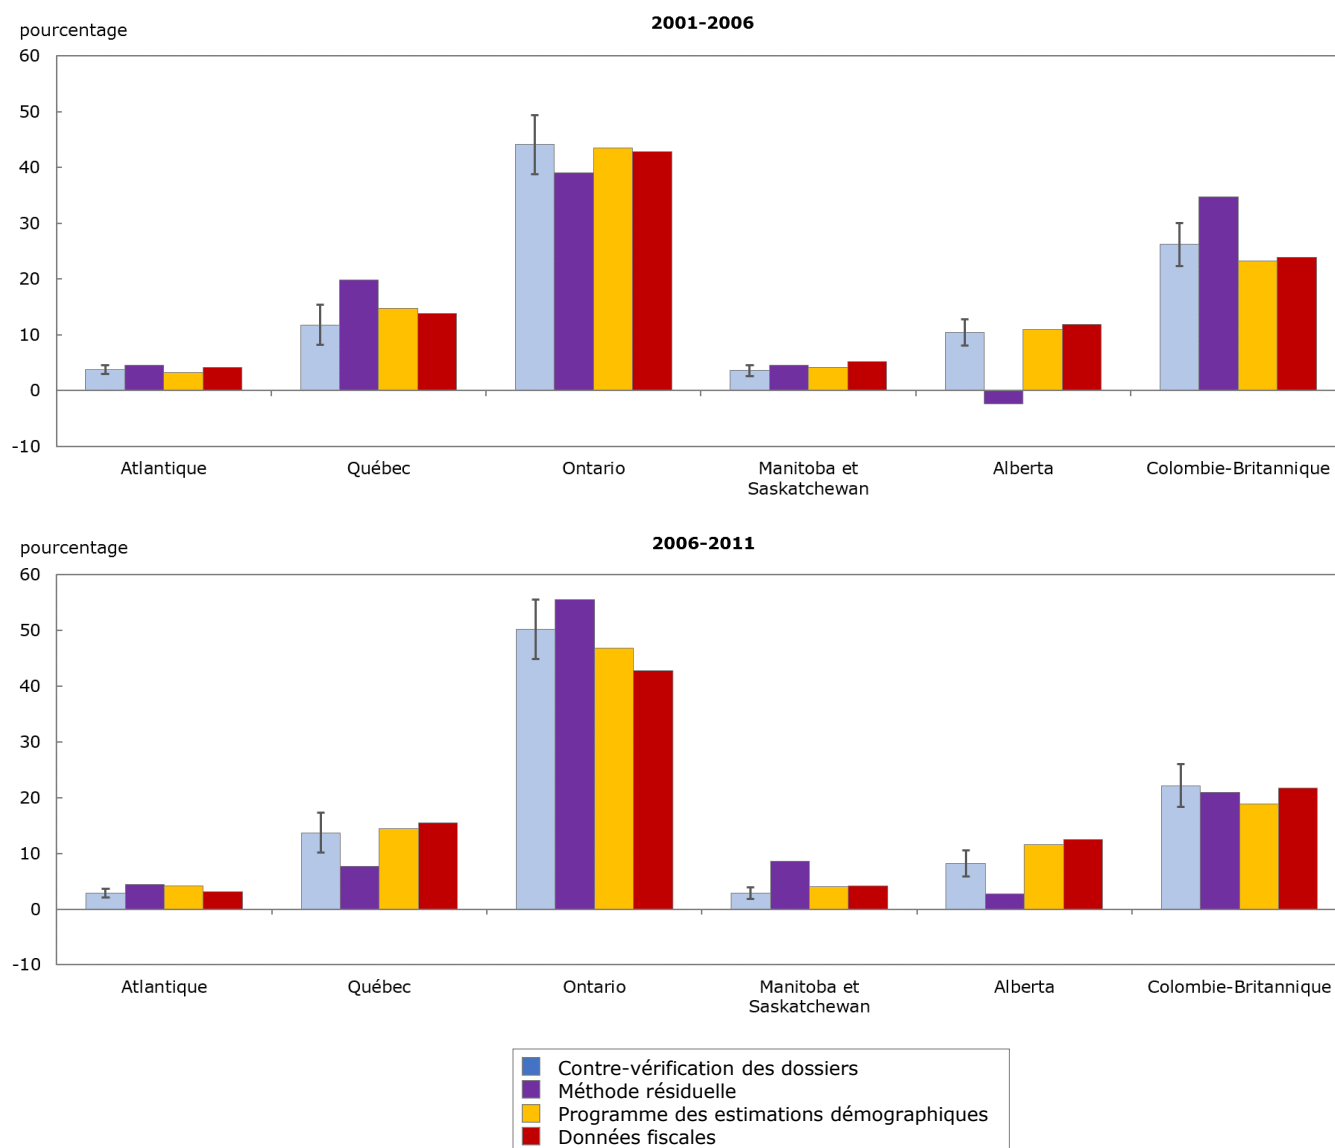 2001-2006
pourcentage
60
50
40
30
20
10
0
-10
Atlantique
Québec
Ontario
Manitoba et
Saskatchewan
Alberta
Colombie-Britannique
2006-2011
pourcentage
60
50
40
30
20
10
0
-10
Atlantique
Québec
Ontario
Manitoba et
Saskatchewan
Alberta
Colombie-Britannique
Contre-vérification des dossiers
Méthode résiduelle
Programme des estimations démographiques
Données fiscales